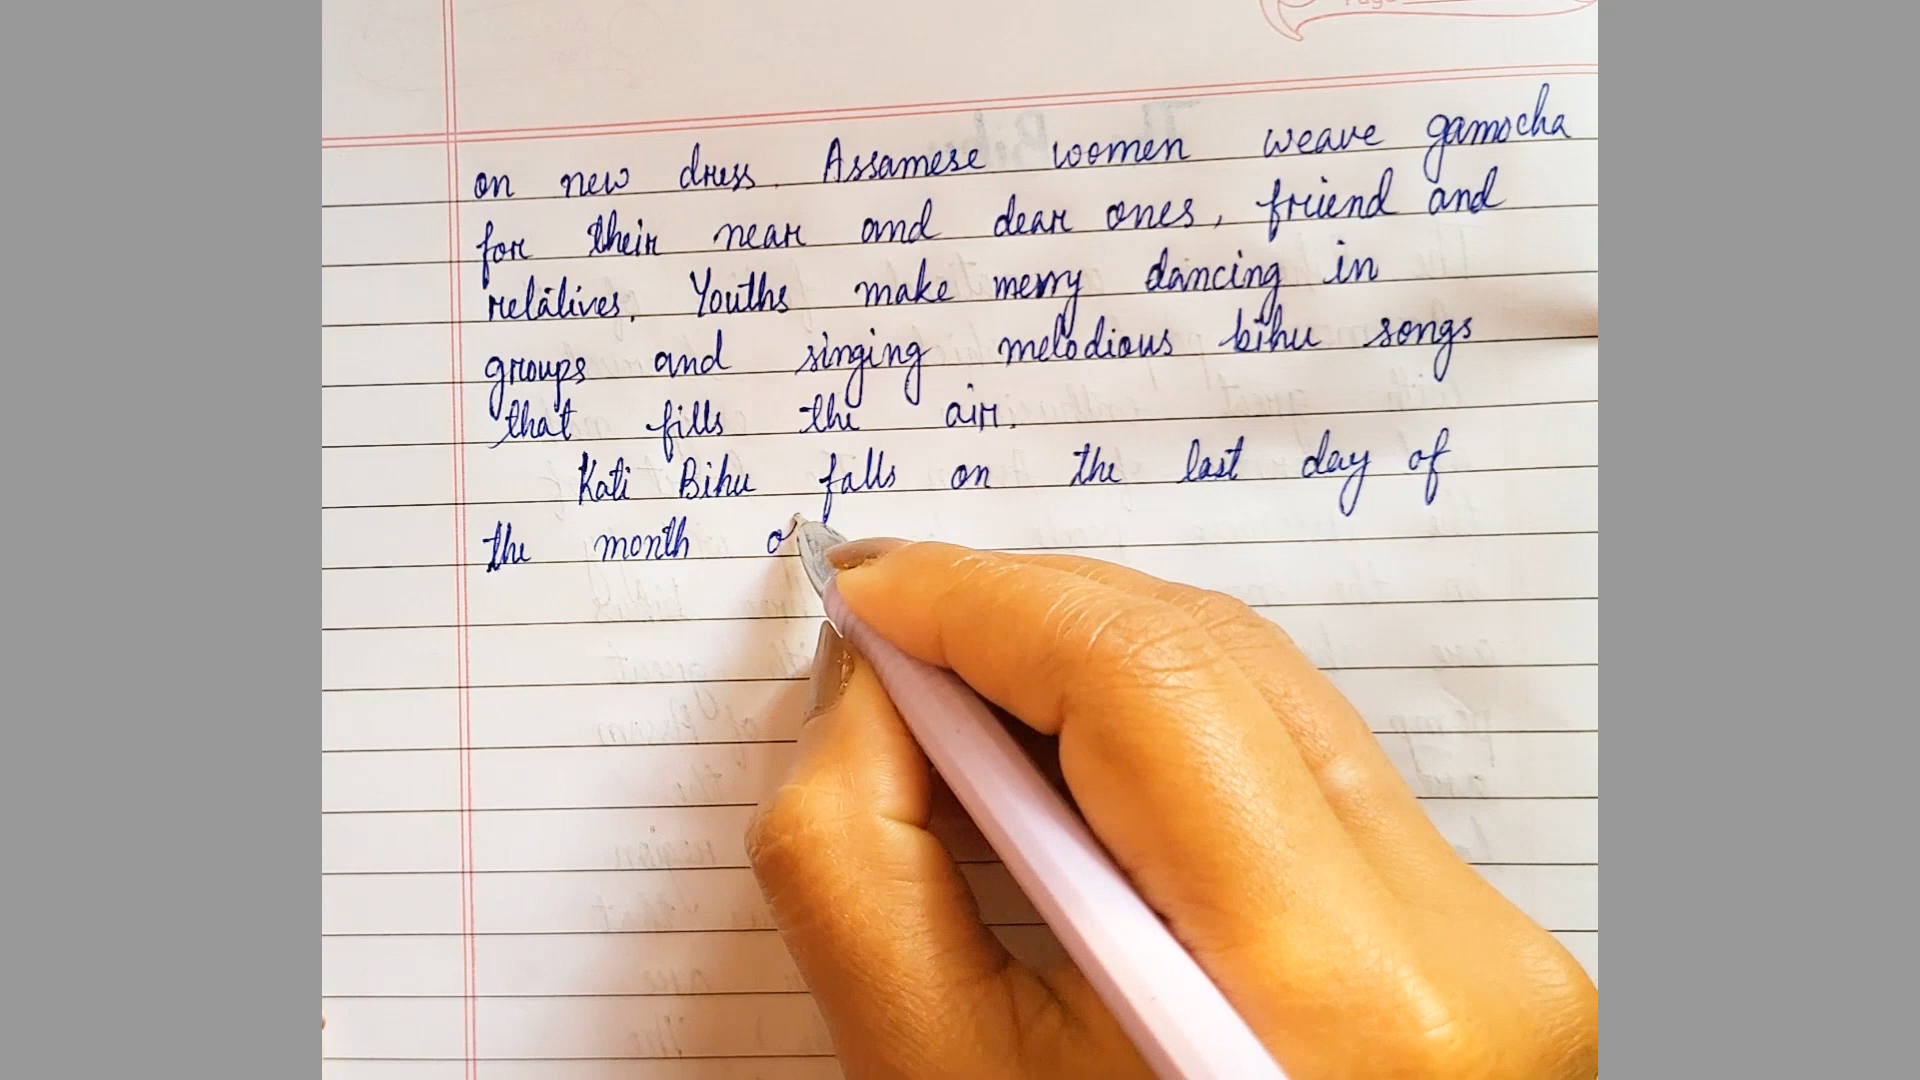 on new dress. Assamese women weave gamocha
for their near and dear ones, friend and
relatives. Youths make merry dancing in
groups and singing melodious bihu songs
that fills the air.
Kati Bihu falls on the last day of
the month o